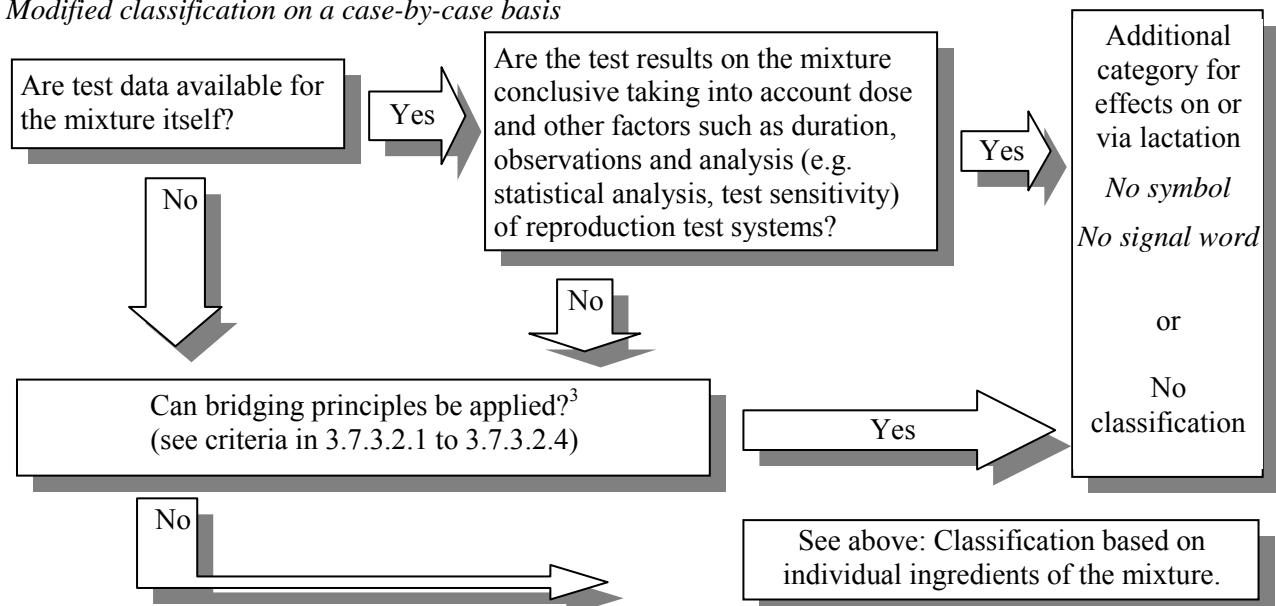 Modified classification on a case-by-case basis
Are test data available for
the mixture itself?
Yes
Are the test results on the mixture
conclusive taking into account dose
and other factors such as duration,
observations and analysis (e.g.
statistical analysis, test sensitivity)
of reproduction test systems?
Yes
Additional
category for
effects on or
via lactation
No symbol
No signal word
or
No
classification
No
No
Can bridging principles be applied?³
(see criteria in 3.7.3.2.1 to 3.7.3.2.4)
Yes
No
See above: Classification based on
individual ingredients of the mixture.